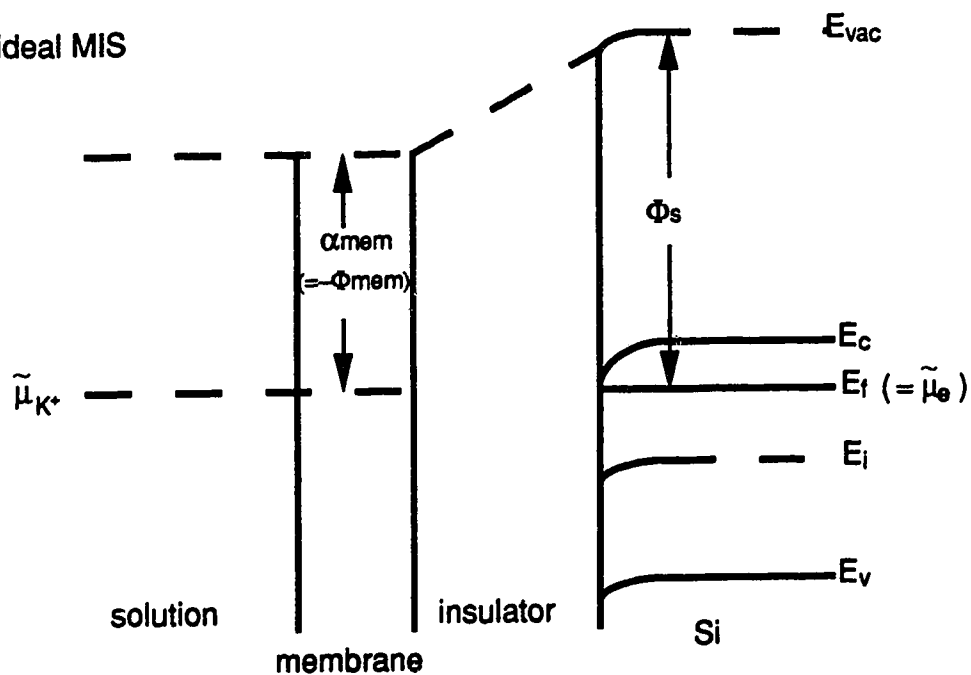 ideal MIS
Evac
αmem
(=−Φmem)
Φs
Ec
μ̃K+
Ef (= μ̃e)
Ei
Ev
solution
insulator
Si
membrane